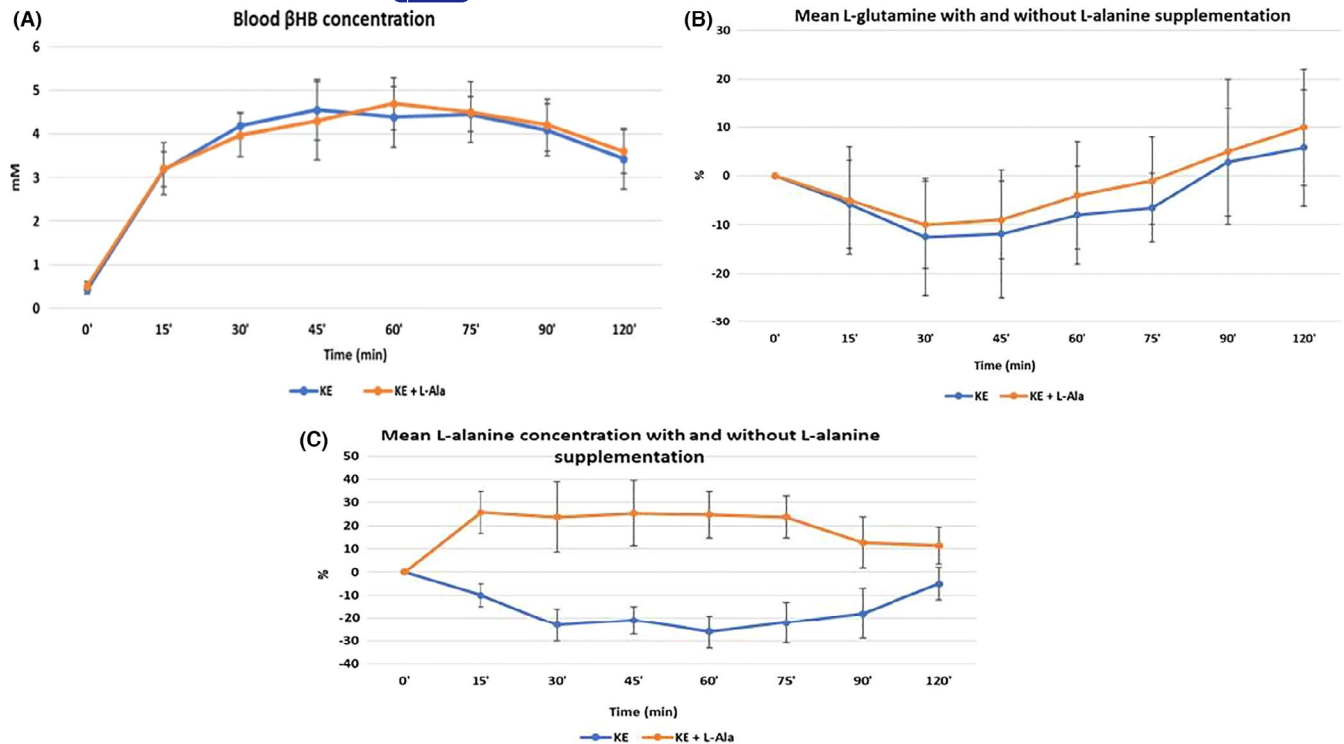 (A)
Blood βHB concentration
6
5
4
3
2
1
0
mM
0' 15' 30' 45' 60' 75' 90' 120'
Time (min)
KE KE + L-Ala
(B)
Mean L-glutamine with and without L-alanine supplementation
30
20
10
0
-10
-20
-30
%
0' 15' 30' 45' 60' 75' 90' 120'
Time (min)
KE KE + L-Ala
(C)
Mean L-alanine concentration with and without L-alanine
supplementation
50
40
30
20
10
0
-10
-20
-30
-40
%
0' 15' 30' 45' 60' 75' 90' 120'
Time (min)
KE KE + L-Ala